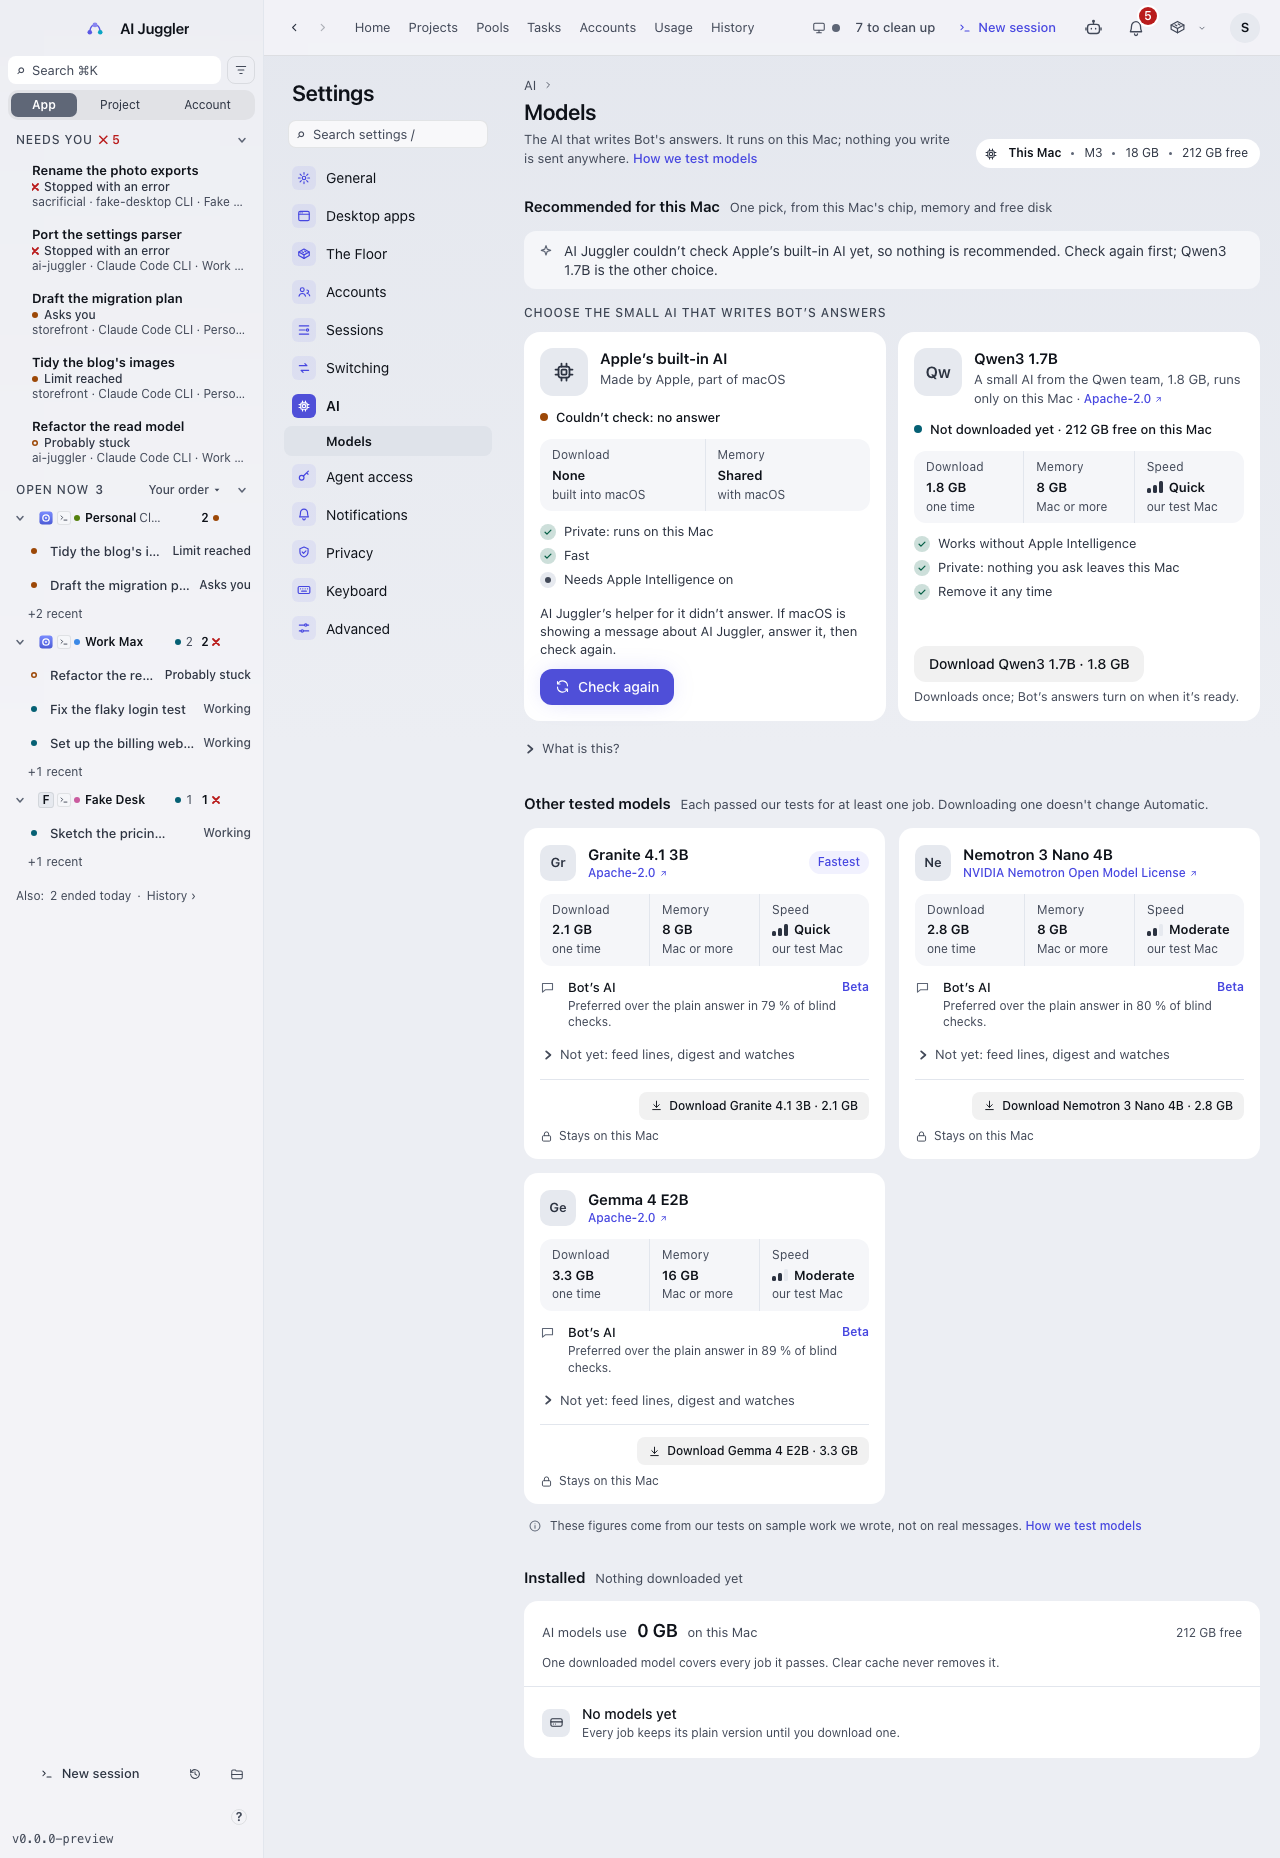 AI Juggler
Search ⌘K
App Project Account
NEEDS YOU 5
Rename the photo exports
Stopped with an error
sacrificial · fake-desktop CLI · Fake ...
Port the settings parser
Stopped with an error
ai-juggler · Claude Code CLI · Work ...
Draft the migration plan
Asks you
storefront · Claude Code CLI · Perso...
Tidy the blog's images
Limit reached
storefront · Claude Code CLI · Perso...
Refactor the read model
Probably stuck
ai-juggler · Claude Code CLI · Work ...
OPEN NOW 3 Your order
Personal Cl... 2
Tidy the blog's i... Limit reached
Draft the migration p... Asks you
+2 recent
Work Max 2 2
Refactor the re... Probably stuck
Fix the flaky login test Working
Set up the billing web... Working
+1 recent
F Fake Desk 1 1
Sketch the pricin... Working
+1 recent
Also: 2 ended today · History ›
New session
?
v0.0.0-preview
Home Projects Pools Tasks Accounts Usage History
7 to clean up
New session
5
S
Settings
Search settings /
General
Desktop apps
The Floor
Accounts
Sessions
Switching
AI
Models
Agent access
Notifications
Privacy
Keyboard
Advanced
AI ›
Models
The AI that writes Bot's answers. It runs on this Mac; nothing you write
is sent anywhere. How we test models
This Mac • M3 • 18 GB • 212 GB free
Recommended for this Mac One pick, from this Mac's chip, memory and free disk
AI Juggler couldn’t check Apple’s built-in AI yet, so nothing is recommended. Check again first; Qwen3
1.7B is the other choice.
CHOOSE THE SMALL AI THAT WRITES BOT’S ANSWERS
Apple’s built-in AI
Made by Apple, part of macOS
Couldn’t check: no answer
Download Memory
None Shared
built into macOS with macOS
Private: runs on this Mac
Fast
Needs Apple Intelligence on
AI Juggler’s helper for it didn’t answer. If macOS is
showing a message about AI Juggler, answer it, then
check again.
Check again
Qw
Qwen3 1.7B
A small AI from the Qwen team, 1.8 GB, runs
only on this Mac · Apache-2.0 ↗
Not downloaded yet · 212 GB free on this Mac
Download Memory Speed
1.8 GB 8 GB Quick
one time Mac or more our test Mac
Works without Apple Intelligence
Private: nothing you ask leaves this Mac
Remove it any time
Download Qwen3 1.7B · 1.8 GB
Downloads once; Bot’s answers turn on when it’s ready.
What is this?
Other tested models Each passed our tests for at least one job. Downloading one doesn't change Automatic.
Gr
Granite 4.1 3B
Apache-2.0 ↗
Fastest
Download Memory Speed
2.1 GB 8 GB Quick
one time Mac or more our test Mac
Bot’s AI Beta
Preferred over the plain answer in 79 % of blind
checks.
Not yet: feed lines, digest and watches
Download Granite 4.1 3B · 2.1 GB
Stays on this Mac
Ne
Nemotron 3 Nano 4B
NVIDIA Nemotron Open Model License ↗
Download Memory Speed
2.8 GB 8 GB Moderate
one time Mac or more our test Mac
Bot’s AI Beta
Preferred over the plain answer in 80 % of blind
checks.
Not yet: feed lines, digest and watches
Download Nemotron 3 Nano 4B · 2.8 GB
Stays on this Mac
Ge
Gemma 4 E2B
Apache-2.0 ↗
Download Memory Speed
3.3 GB 16 GB Moderate
one time Mac or more our test Mac
Bot’s AI Beta
Preferred over the plain answer in 89 % of blind
checks.
Not yet: feed lines, digest and watches
Download Gemma 4 E2B · 3.3 GB
Stays on this Mac
These figures come from our tests on sample work we wrote, not on real messages. How we test models
Installed Nothing downloaded yet
AI models use 0 GB on this Mac 212 GB free
One downloaded model covers every job it passes. Clear cache never removes it.
No models yet
Every job keeps its plain version until you download one.